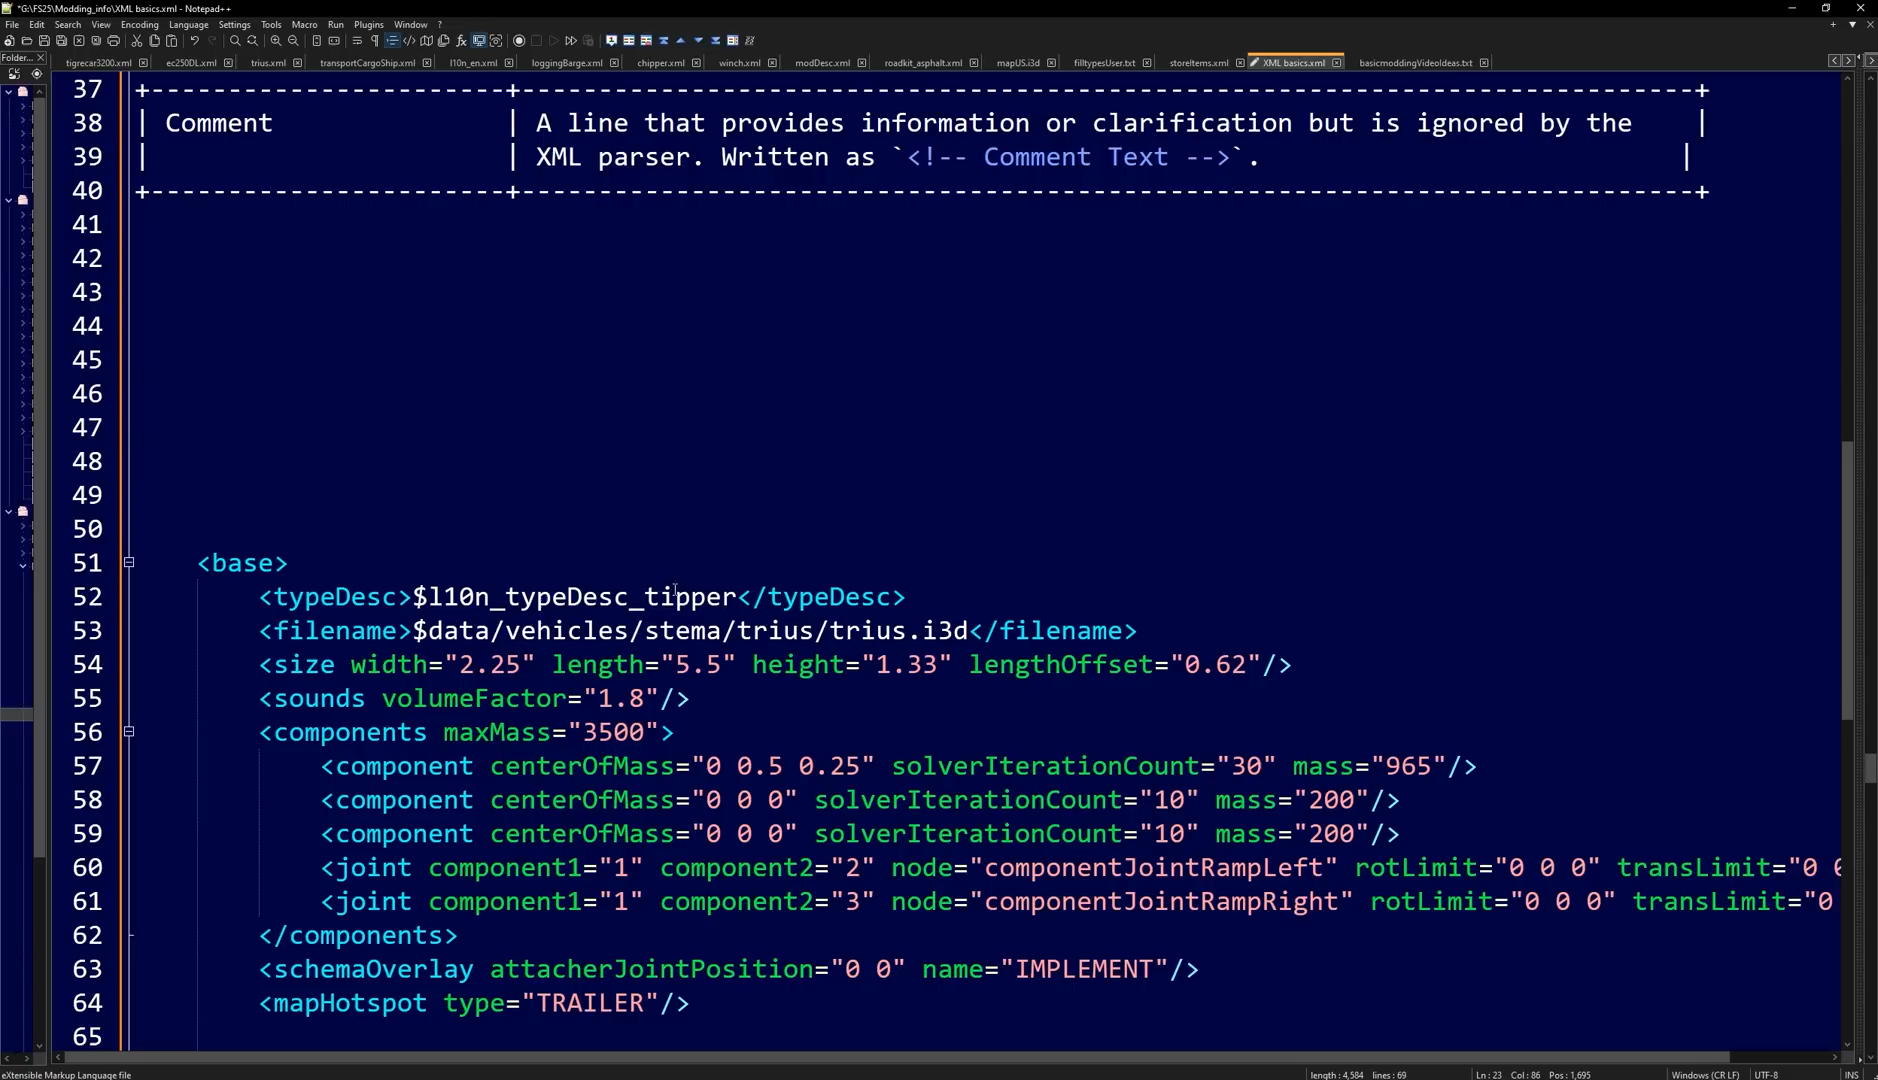 *G:\FS25\Modding_info\XML basics.xml - Notepad++
File Edit Search View Encoding Language Settings Tools Macro Run Plugins Window ?
Folder...
tigrecar3200.xml ec250DL.xml trius.xml transportCargoShip.xml l10n_en.xml loggingBarge.xml chipper.xml winch.xml modDesc.xml roadkit_asphalt.xml mapUS.i3d filltypesUser.txt storeItems.xml XML basics.xml basicmoddingVideoIdeas.txt
37 +------------------------+-----------------------------------------------------------------------------+
38 | Comment | A line that provides information or clarification but is ignored by the |
39 | | XML parser. Written as `<!-- Comment Text -->`. |
40 +------------------------+-----------------------------------------------------------------------------+
41
42
43
44
45
46
47
48
49
50
51 <base>
52 <typeDesc>$l10n_typeDesc_tipper</typeDesc>
53 <filename>$data/vehicles/stema/trius/trius.i3d</filename>
54 <size width="2.25" length="5.5" height="1.33" lengthOffset="0.62"/>
55 <sounds volumeFactor="1.8"/>
56 <components maxMass="3500">
57 <component centerOfMass="0 0.5 0.25" solverIterationCount="30" mass="965"/>
58 <component centerOfMass="0 0 0" solverIterationCount="10" mass="200"/>
59 <component centerOfMass="0 0 0" solverIterationCount="10" mass="200"/>
60 <joint component1="1" component2="2" node="componentJointRampLeft" rotLimit="0 0 0" transLimit="0
61 <joint component1="1" component2="3" node="componentJointRampRight" rotLimit="0 0 0" transLimit="0
62 </components>
63 <schemaOverlay attacherJointPosition="0 0" name="IMPLEMENT"/>
64 <mapHotspot type="TRAILER"/>
65
eXtensible Markup Language file length : 4,584 lines : 69 Ln : 23 Col : 86 Pos : 1,695 Windows (CR LF) UTF-8 INS